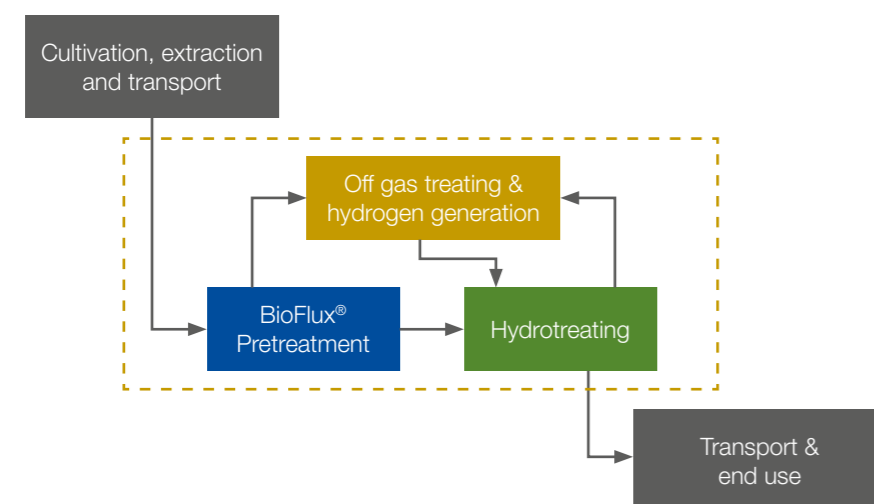 Cultivation, extraction
and transport
Off gas treating &
hydrogen generation
BioFlux®
Pretreatment
Hydrotreating
Transport &
end use